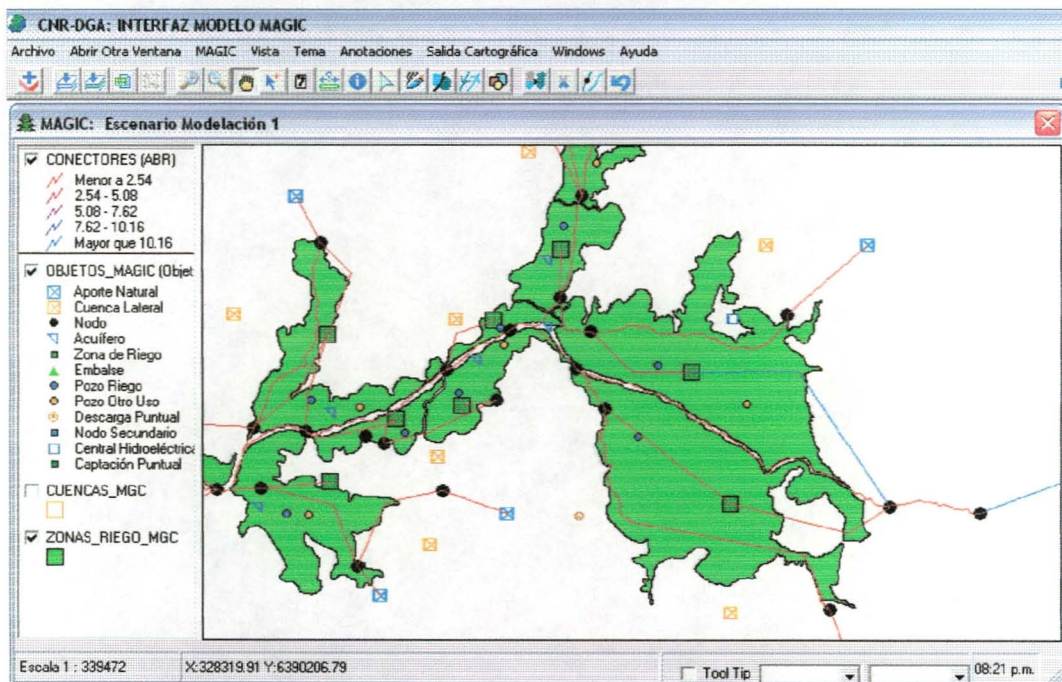 CNR-DGA: INTERFAZ MODELO MAGIC
Archivo Abrir Otra Ventana MAGIC Vista Tema Anotaciones Salida Cartográfica Windows Ayuda
MAGIC: Escenario Modelación 1
CONECTORES (ABR)
Menor a 2.54
2.54 - 5.08
5.08 - 7.62
7.62 - 10.16
Mayor que 10.16
OBJETOS_MAGIC (Objet
Aporte Natural
Cuenca Lateral
Nodo
Acuífero
Zona de Riego
Embalse
Pozo Riego
Pozo Otro Uso
Descarga Puntual
Nodo Secundario
Central Hidroeléctrica
Captación Puntual
CUENCAS_MGC
ZONAS_RIEGO_MGC
Escala 1 : 339472 X:328319.91 Y:6390206.79 Tool Tip 08:21 p.m.